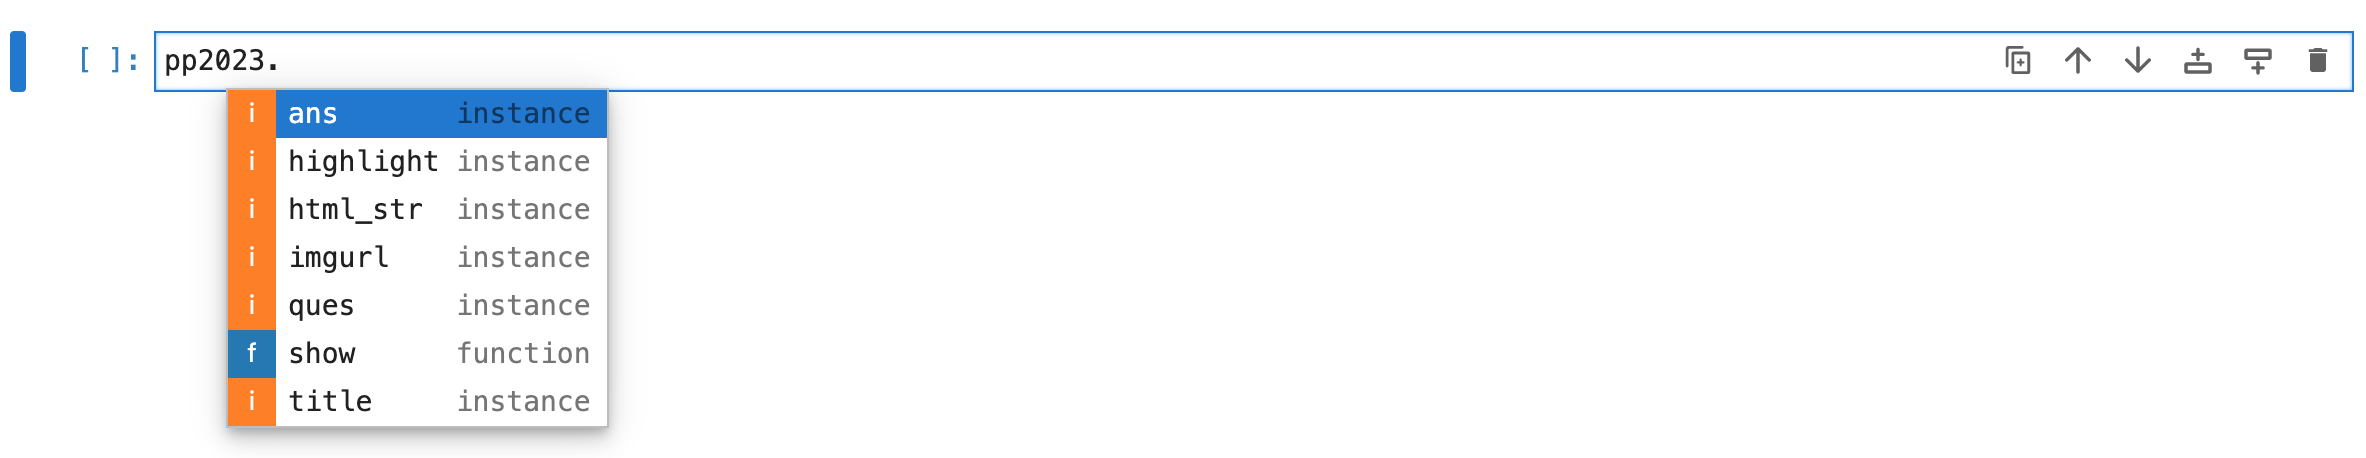 [ ]: pp2023.
i ans instance
i highlight instance
i html_str instance
i imgurl instance
i ques instance
f show function
i title instance